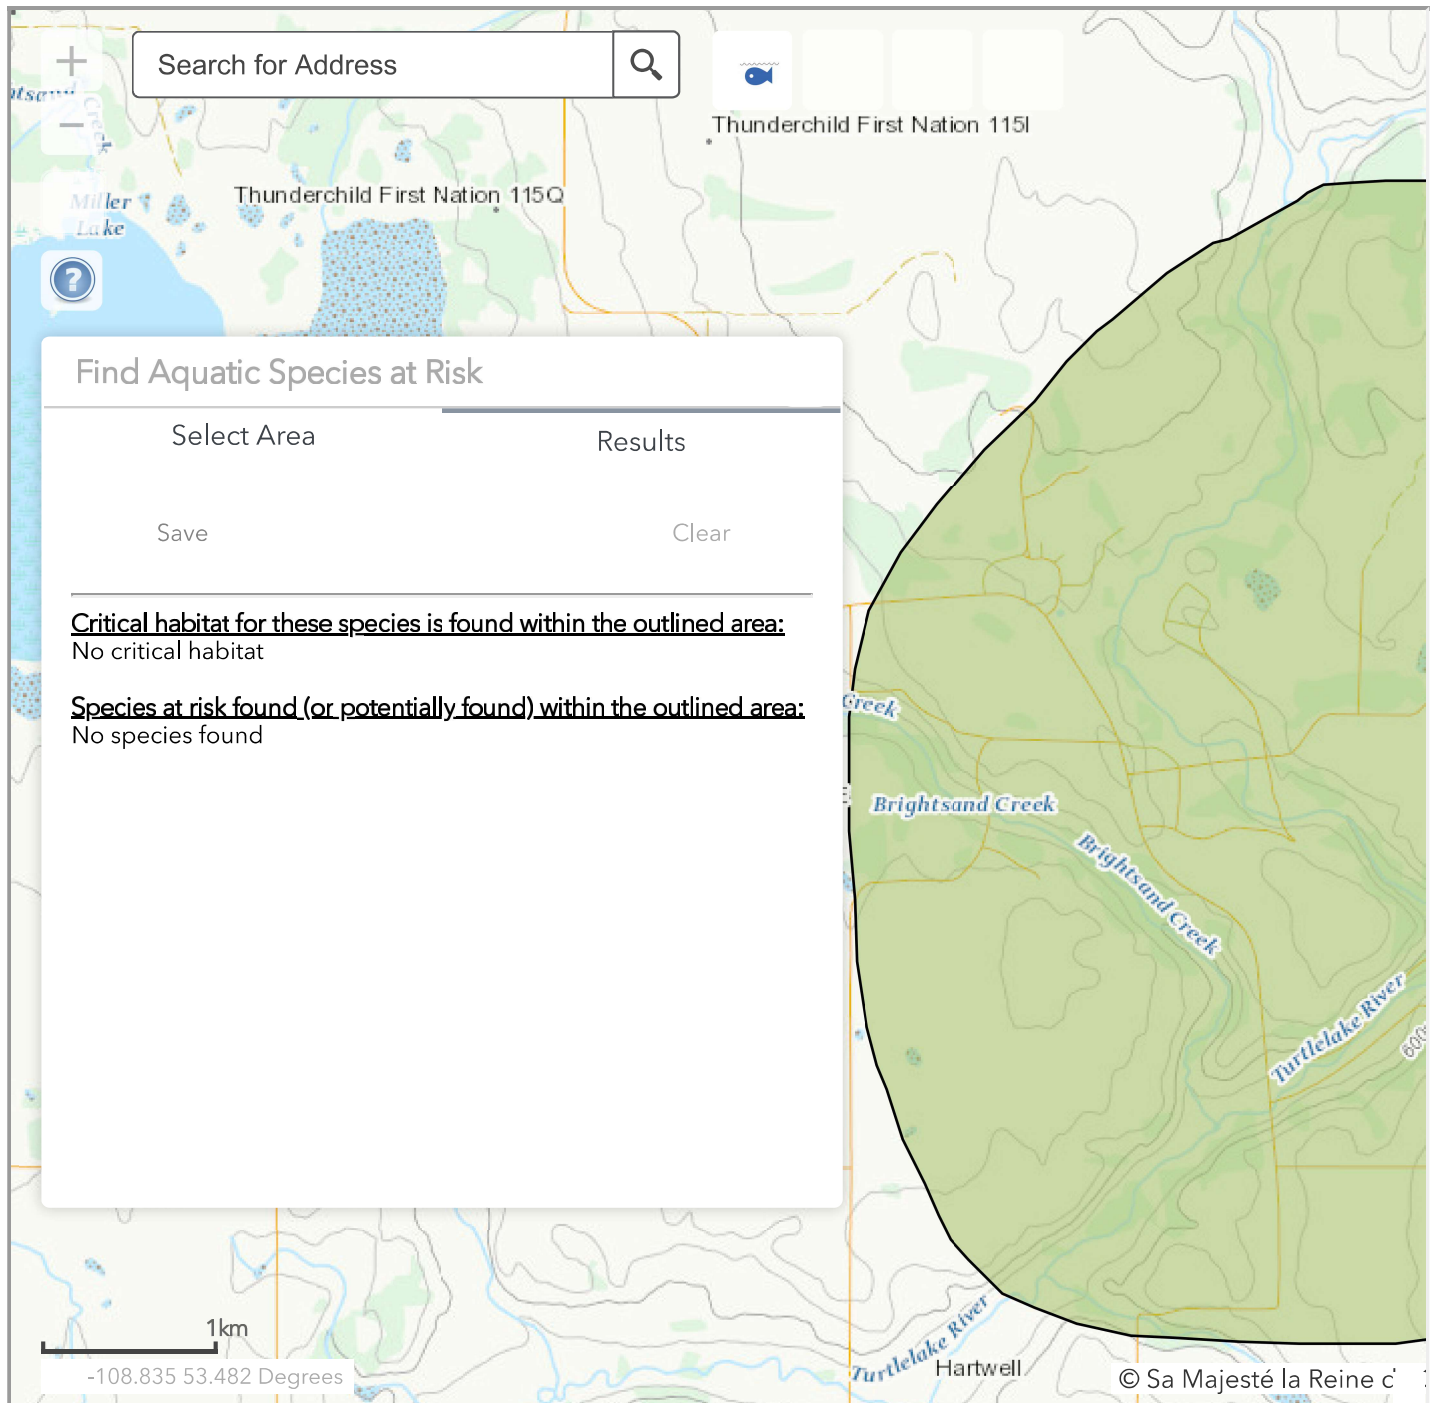 Search for Address
Creek
Thunderchild First Nation 115I
Miller
Lake
Thunderchild First Nation 115Q
?
Find Aquatic Species at Risk
Select Area
Results
Save
Clear
Critical habitat for these species is found within the outlined area:
No critical habitat
Species at risk found (or potentially found) within the outlined area:
No species found
Creek
Brightsand Creek
Brightsand Creek
Turtlelake River
600
1km
Turtlelake River
Hartwell
-108.835 53.482 Degrees
© Sa Majesté la Reine c